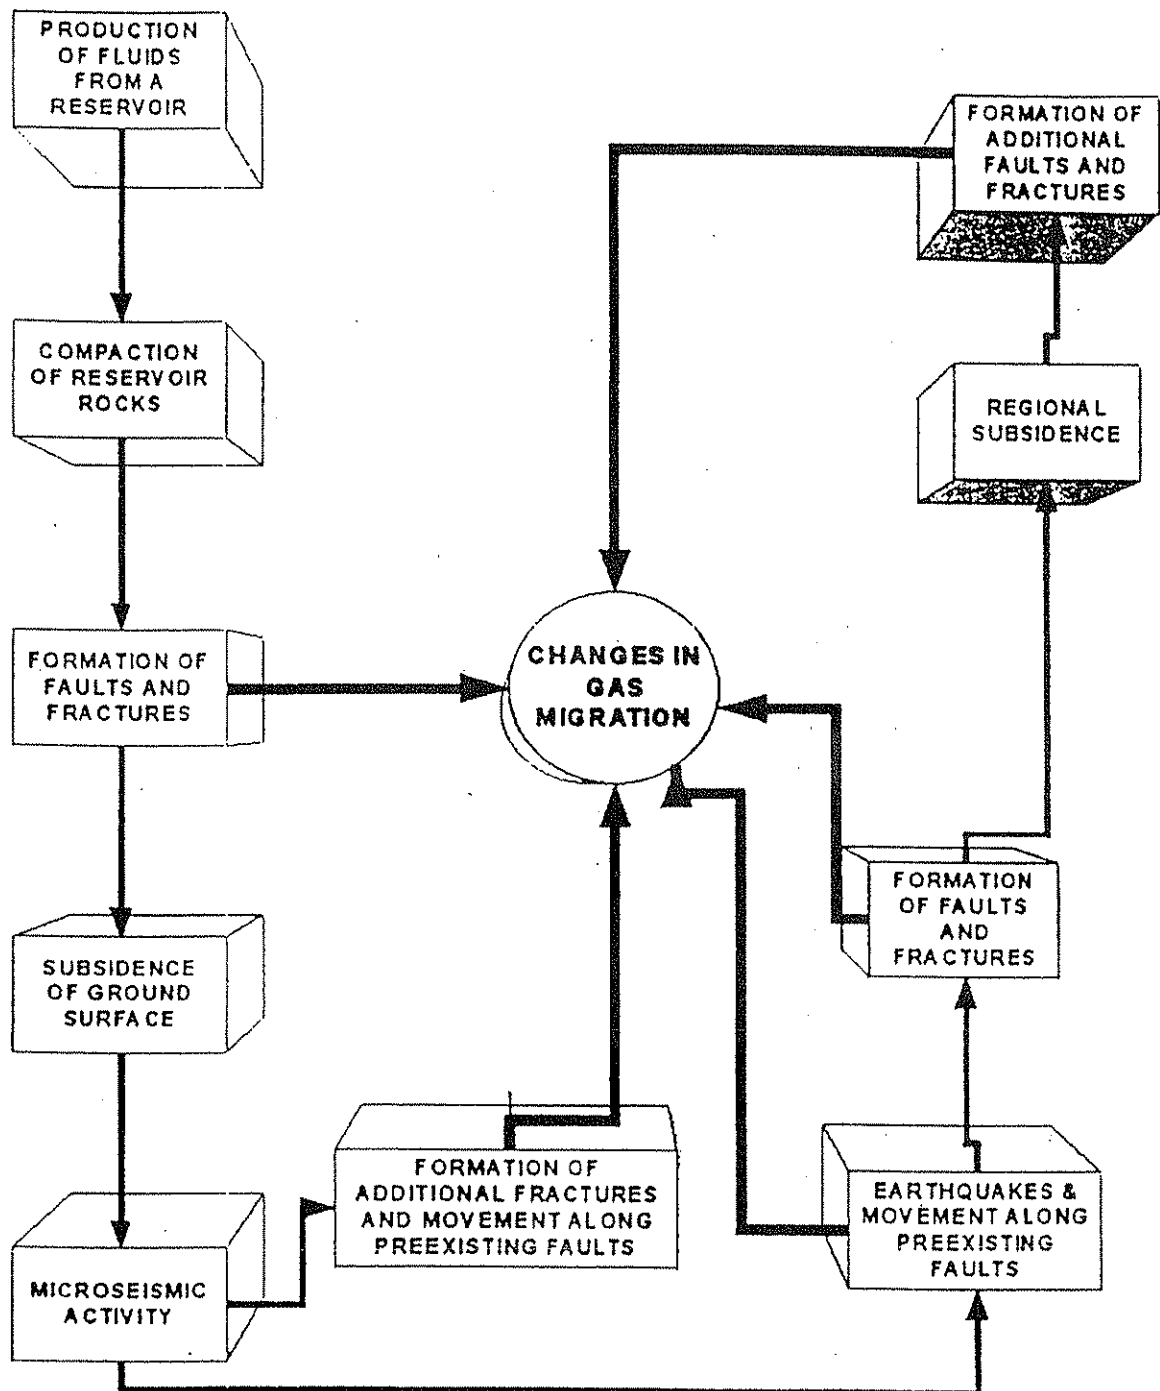 PRODUCTION
OF FLUIDS
FROM A
RESERVOIR
COMPACTION
OF RESERVOIR
ROCKS
FORMATION OF
FAULTS AND
FRACTURES
SUBSIDENCE
OF GROUND
SURFACE
MICROSEISMIC
ACTIVITY
FORMATION OF
ADDITIONAL FRACTURES
AND MOVEMENT ALONG
PREEXISTING FAULTS
CHANGES IN
GAS
MIGRATION
EARTHQUAKES &
MOVEMENT ALONG
PREEXISTING
FAULTS
FORMATION
OF FAULTS
AND
FRACTURES
REGIONAL
SUBSIDENCE
FORMATION OF
ADDITIONAL
FAULTS AND
FRACTURES